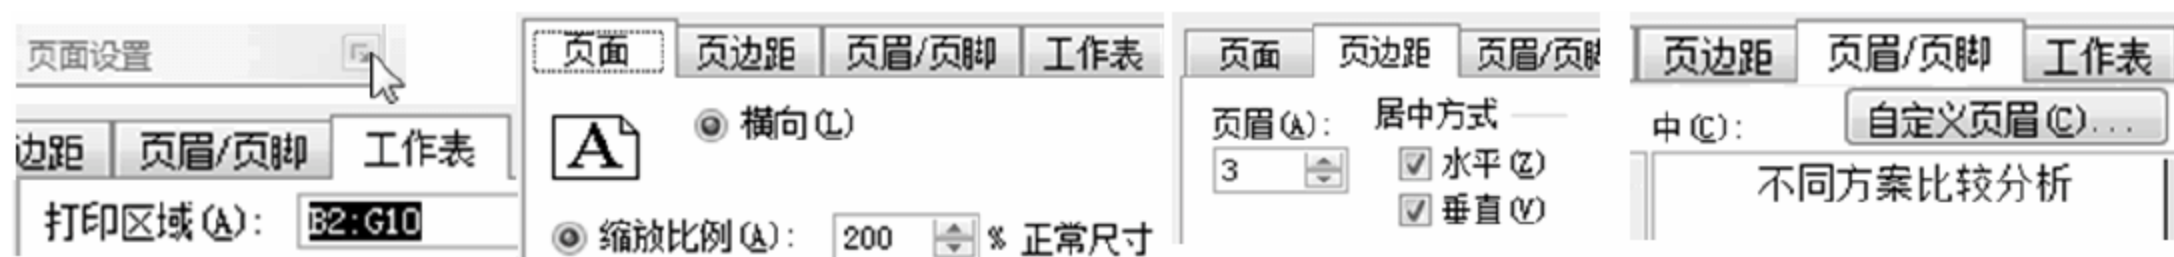 页面设置
边距 页眉/页脚 工作表
打印区域(A): B2:G10
页面 页边距 页眉/页脚 工作表
A 横向(L)
缩放比例(A): 200 % 正常尺寸
页面 页边距 页眉/页脚
页眉(A): 居中方式
3 水平(Z)
垂直(V)
页边距 页眉/页脚 工作表
中(C): 自定义页眉(C)...
不同方案比较分析